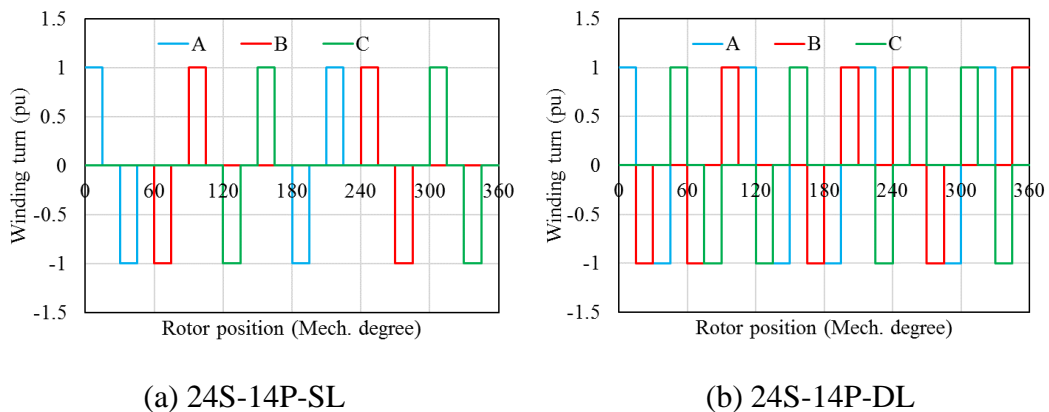 1.5
A B C
1
0.5
0
0 60 120 180 240 300 360
-0.5
-1
-1.5
Winding turn (pu)
Rotor position (Mech. degree)
(a) 24S-14P-SL
1.5
A B C
1
0.5
0
0 60 120 180 240 300 360
-0.5
-1
-1.5
Winding turn (pu)
Rotor position (Mech. degree)
(b) 24S-14P-DL